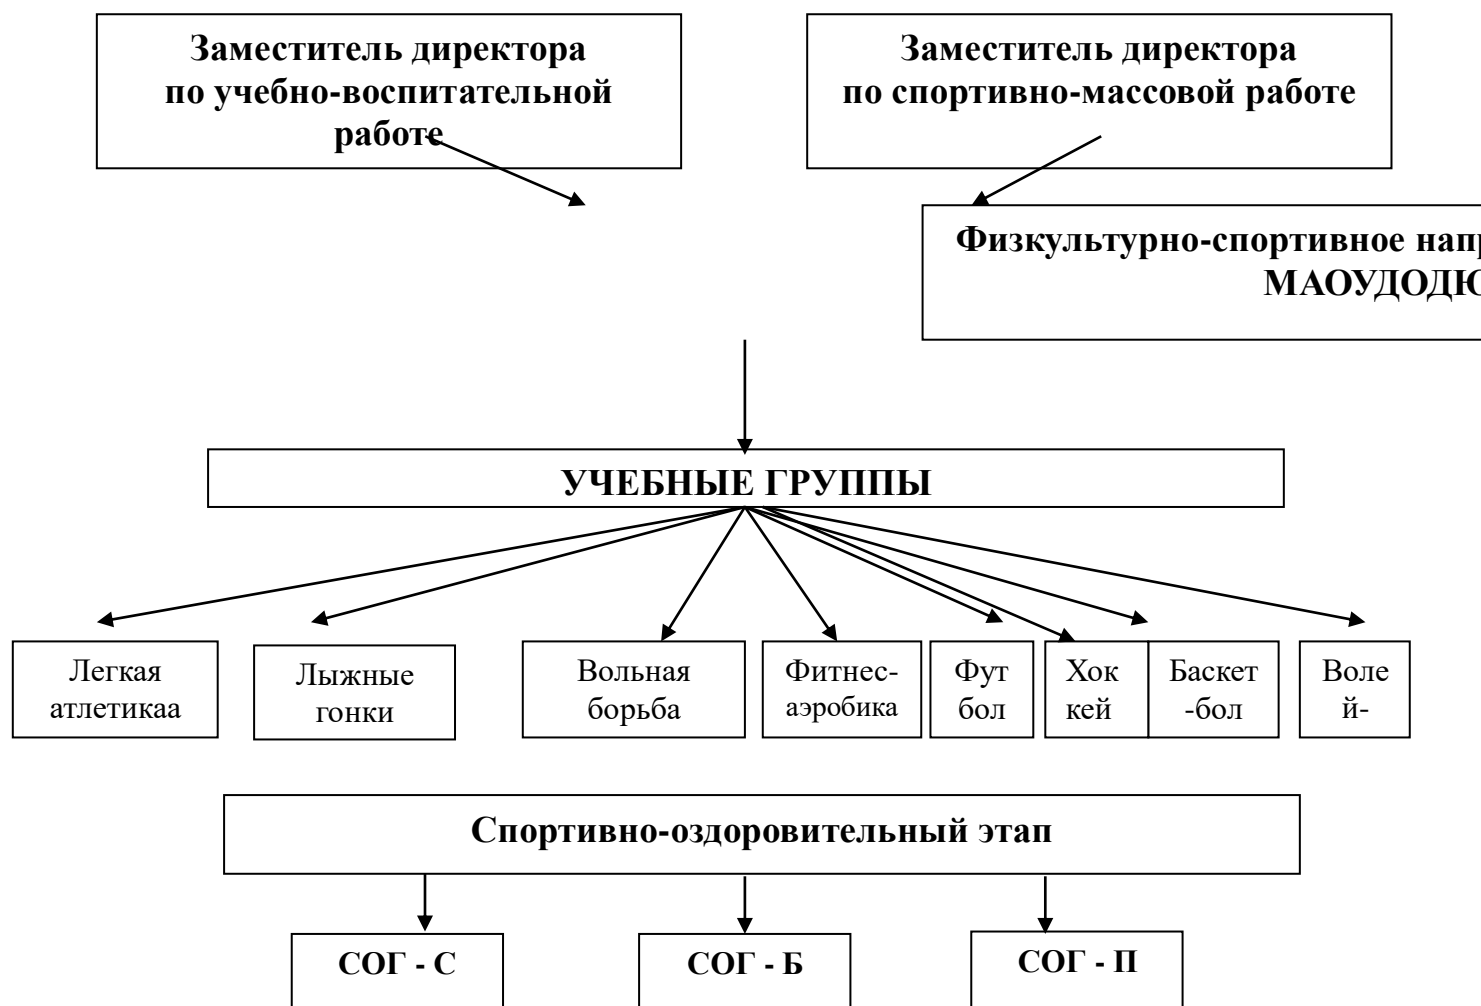 Заместитель директора
по учебно-воспитательной
работе
Заместитель директора
по спортивно-массовой работе
Физкультурно-спортивное напр
МАОУДОДЮ
УЧЕБНЫЕ ГРУППЫ
Легкая
атлетикаа
Лыжные
гонки
Вольная
борьба
Фитнес-
аэробика
Фут
бол
Хок
кей
Баскет
-бол
Воле
й-
Спортивно-оздоровительный этап
СОГ - С
СОГ - Б
СОГ - П